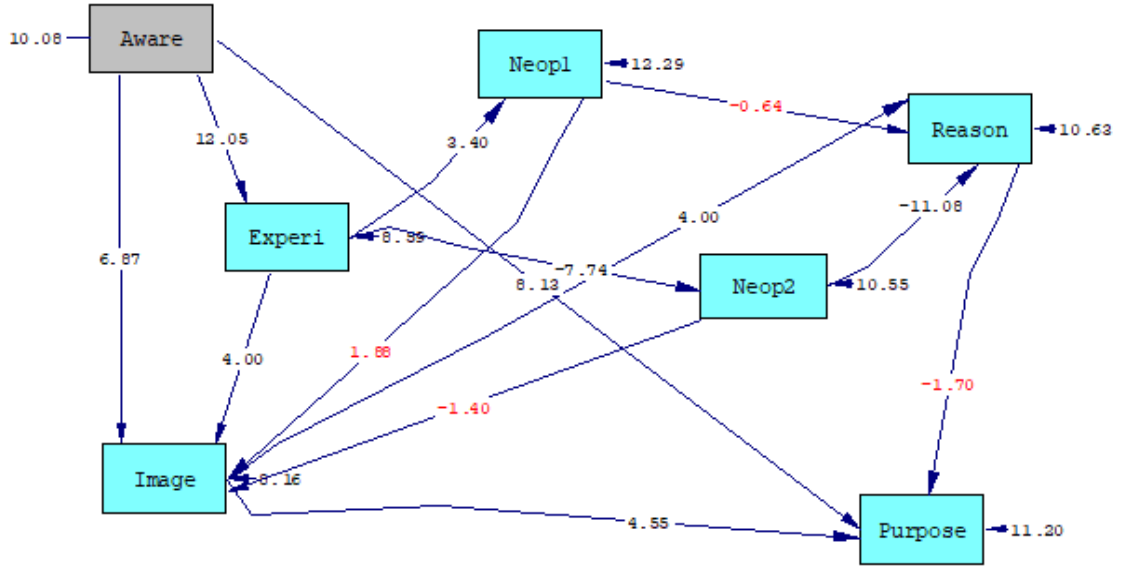 Aware
10.08
Neop1
12.29
-0.64
Reason
10.63
12.05
3.40
-11.08
4.00
Experi
8.59
6.87
-7.74
8.13
Neop2
10.55
4.00
1.88
-1.40
-1.70
Image
8.16
4.55
Purpose
11.20